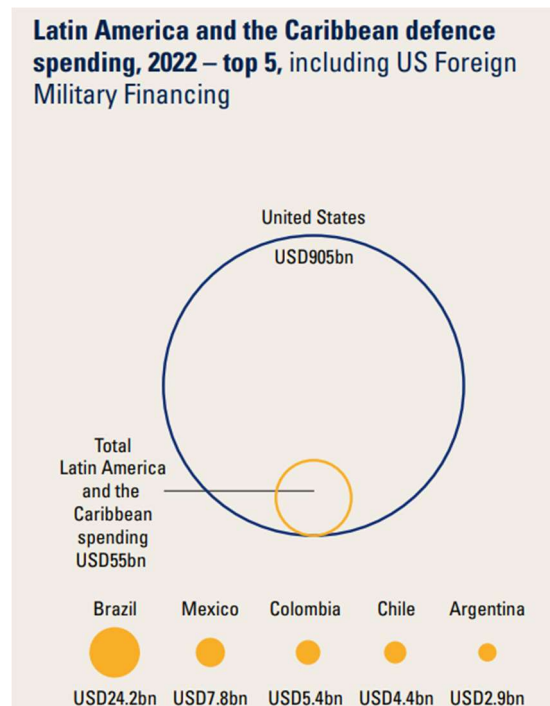 Latin America and the Caribbean defence
spending, 2022 – top 5, including US Foreign
Military Financing
United States
USD905bn
Total
Latin America
and the
Caribbean
spending
USD55bn
Brazil Mexico Colombia Chile Argentina
USD24.2bn USD7.8bn USD5.4bn USD4.4bn USD2.9bn